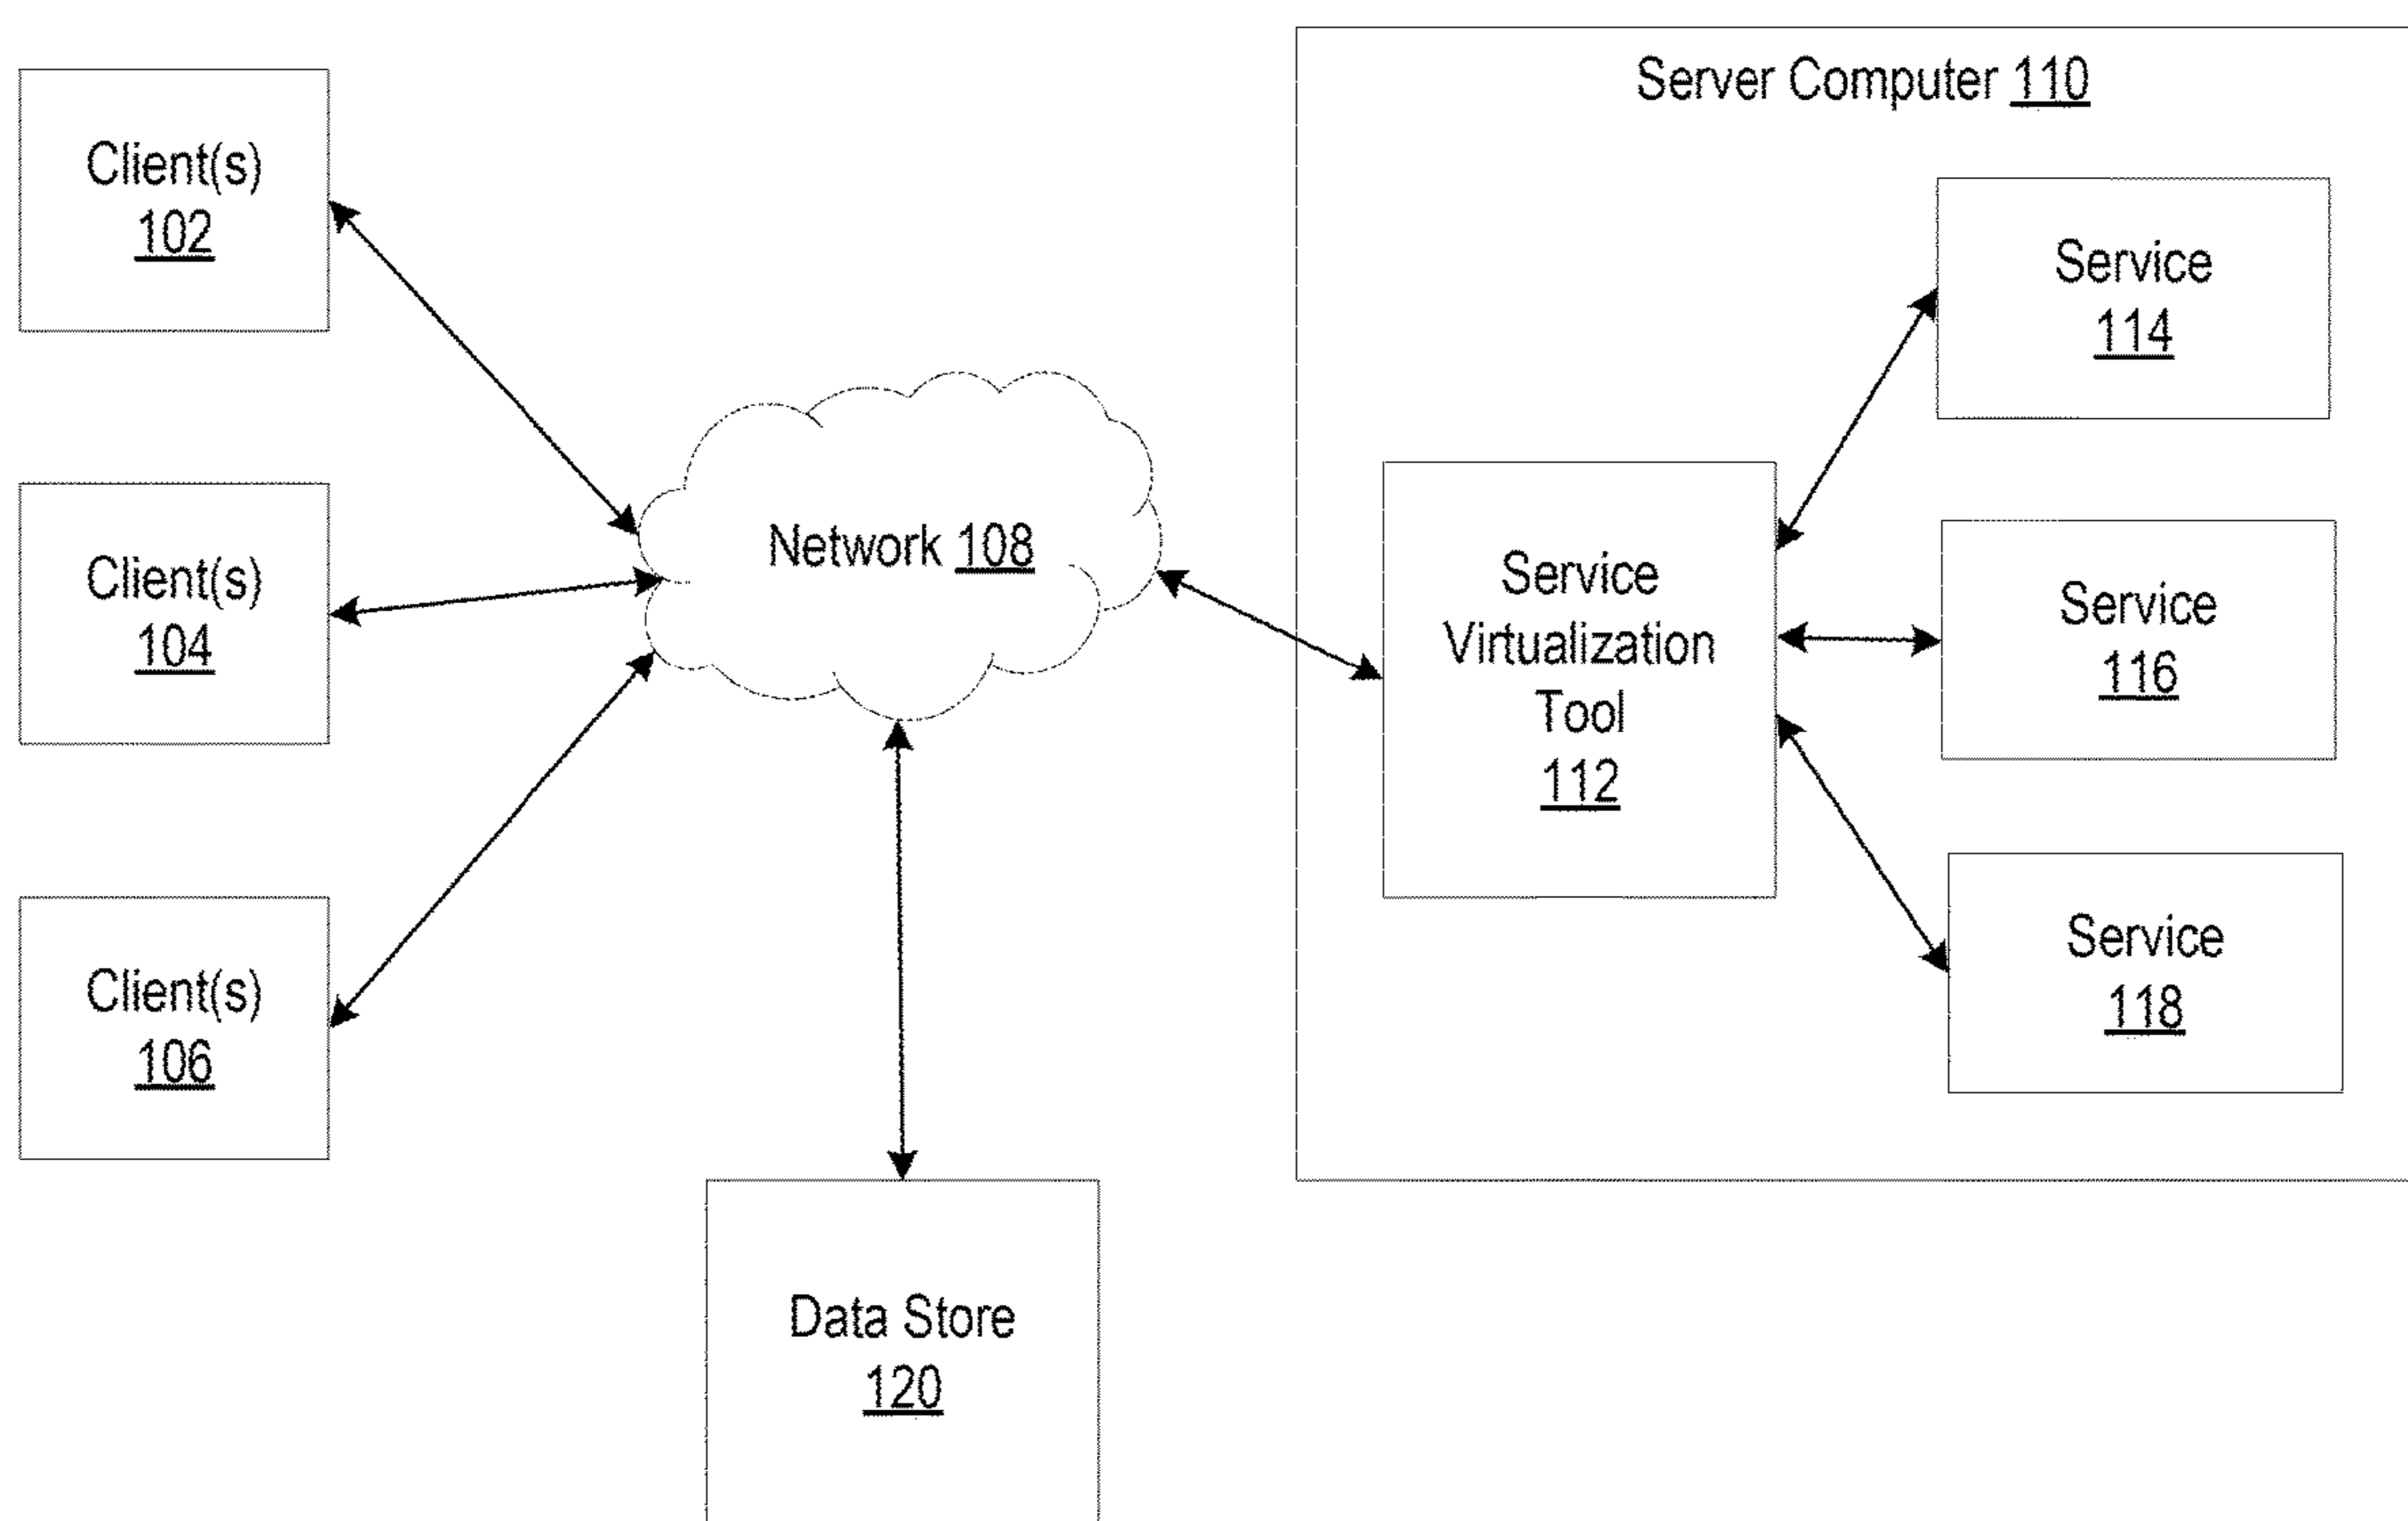 Server Computer 110
Client(s)
102
Service
114
Network 108
Client(s)
104
Service
Virtualization
Tool
112
Service
116
Service
118
Client(s)
106
Data Store
120